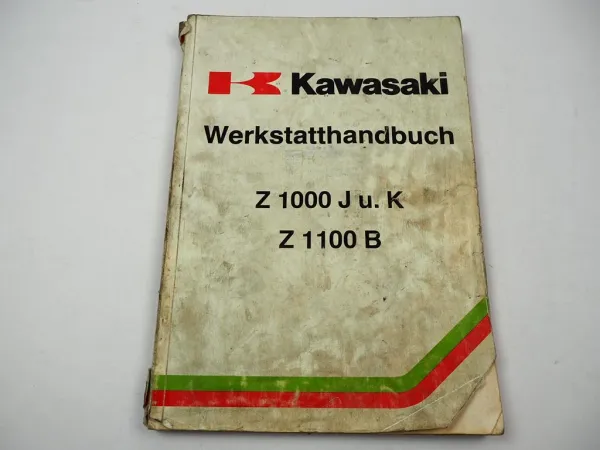 Kawasaki
Werkstatthandbuch
Z 1000 J u. K
Z 1100 B